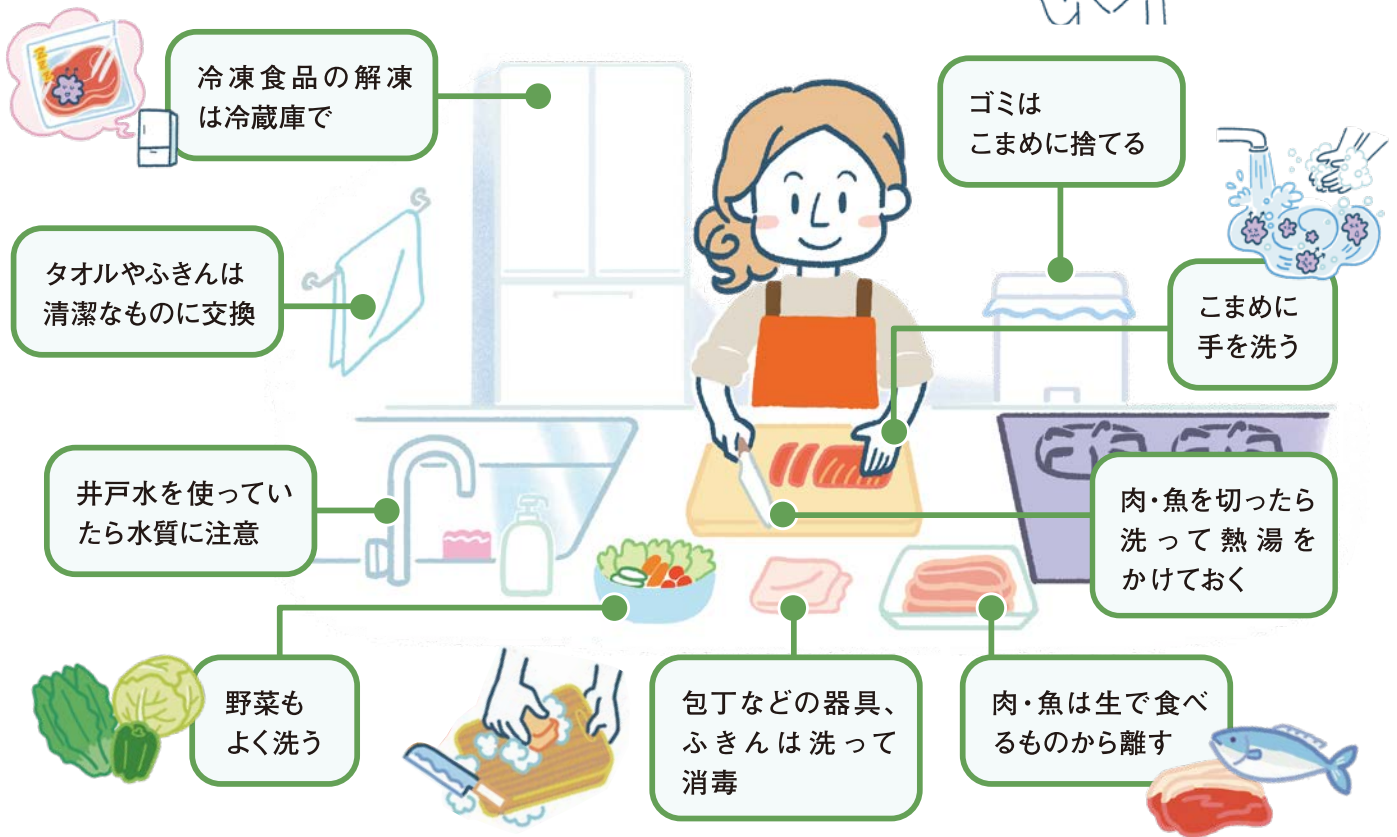 冷凍食品の解凍
は冷蔵庫で
ゴミは
こまめに捨てる
タオルやふきんは
清潔なものに交換
こまめに
手を洗う
井戸水を使ってい
たら水質に注意
肉・魚を切ったら
洗って熱湯を
かけておく
野菜も
よく洗う
包丁などの器具、
ふきんは洗って
消毒
肉・魚は生で食べ
るものから離す